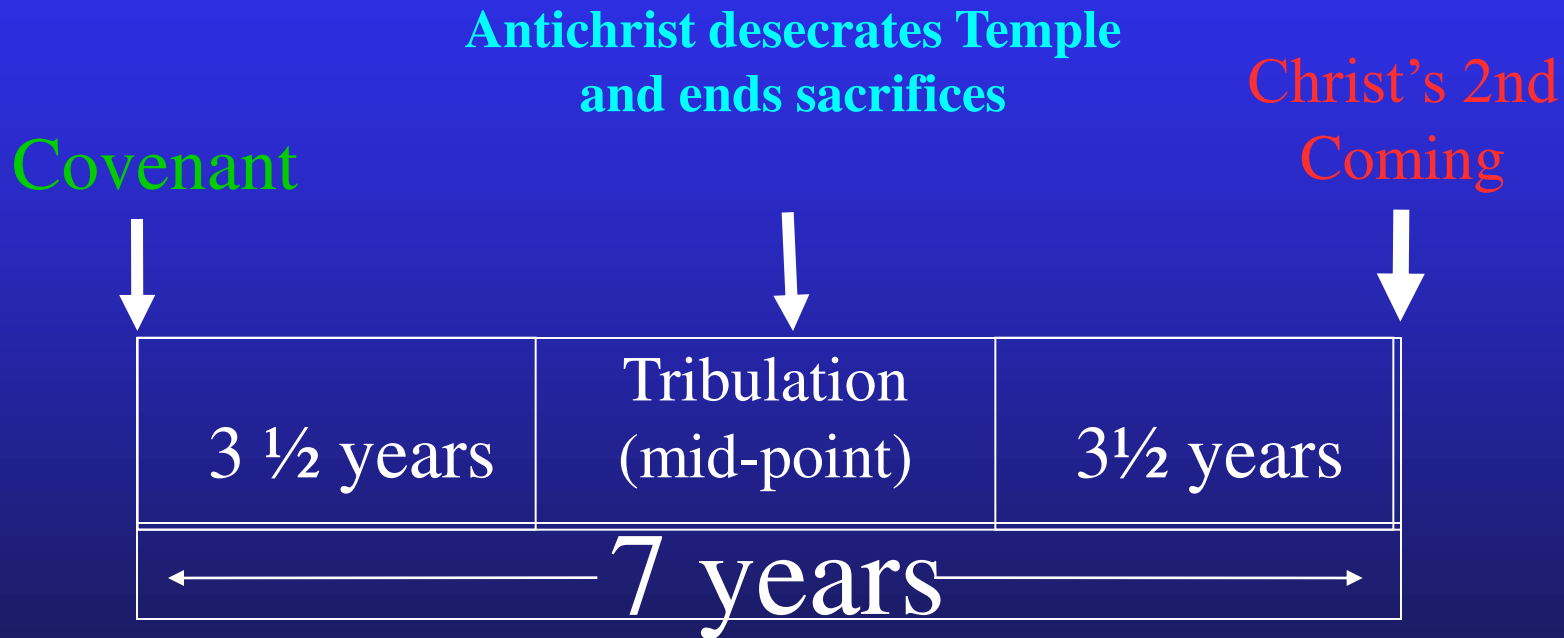 Antichrist desecrates Temple
and ends sacrifices
Christ’s 2nd
Coming
Covenant
Tribulation
(mid-point)
3 ½ years
3½ years
7 years